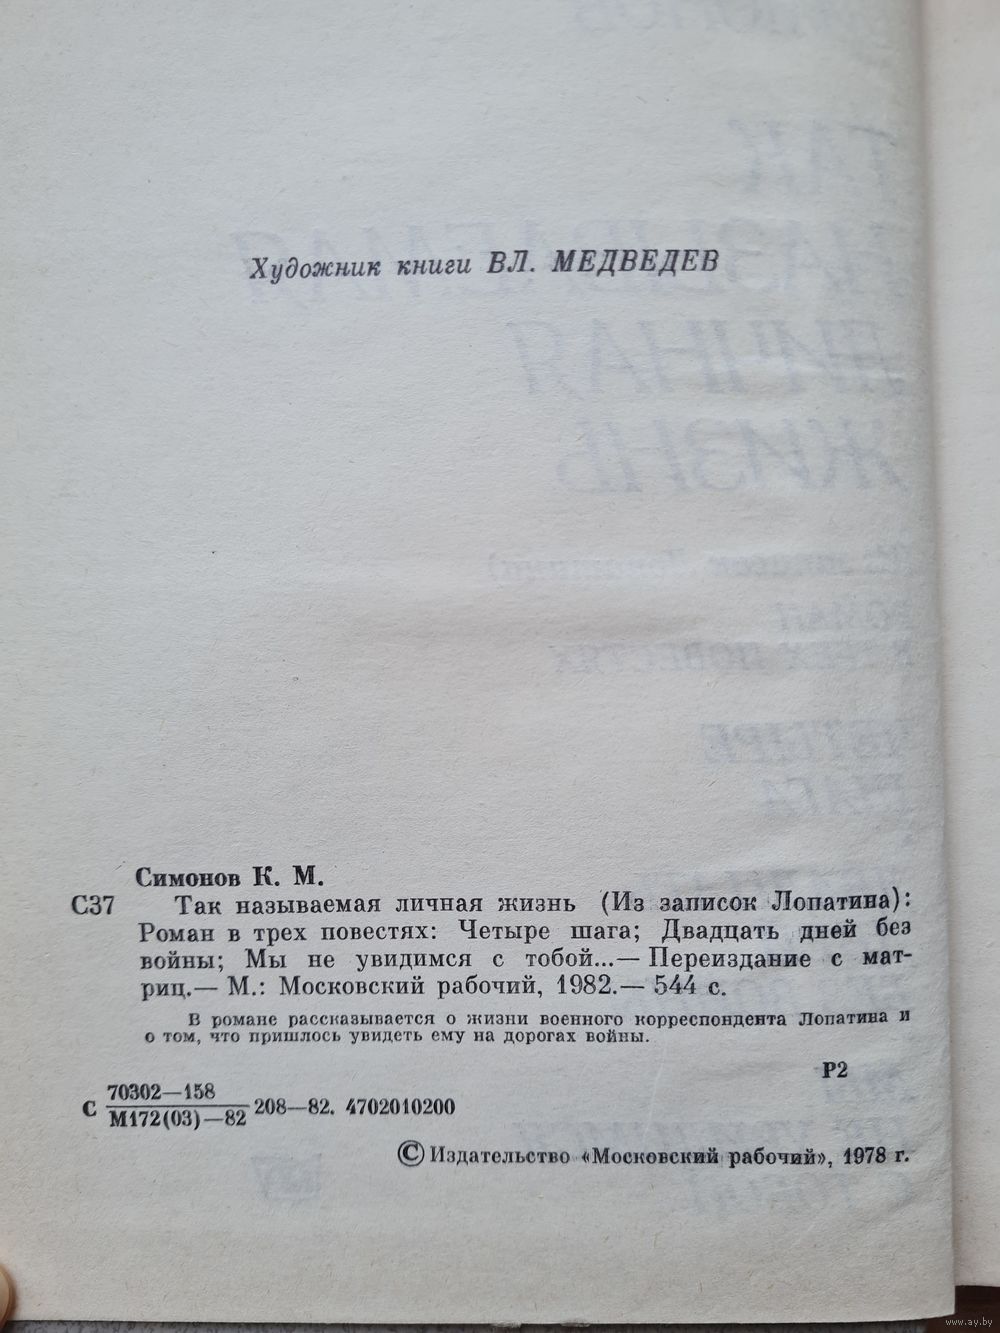 Художник книги ВЛ. МЕДВЕДЕВ
Симонов К. М.
С37 Так называемая личная жизнь (Из записок Лопатина):
Роман в трех повестях: Четыре шага; Двадцать дней без
войны; Мы не увидимся с тобой...— Переиздание с мат-
риц.— М.: Московский рабочий, 1982.— 544 с.
В романе рассказывается о жизни военного корреспондента Лопатина и
о том, что пришлось увидеть ему на дорогах войны.
Р2
С 70302—158
М172(03)—82 208—82. 4702010200
© Издательство «Московский рабочий», 1978 г.
www.ay.by